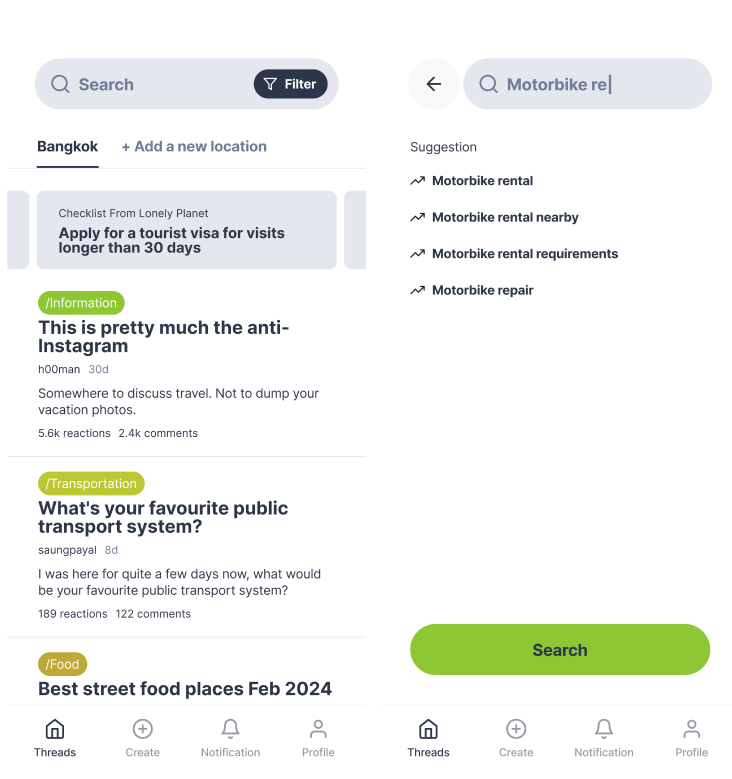 Search
Filter
Bangkok
+ Add a new location
Checklist From Lonely Planet
Apply for a tourist visa for visits
longer than 30 days
/Information
This is pretty much the anti-
Instagram
h00man 30d
Somewhere to discuss travel. Not to dump your
vacation photos.
5.6k reactions 2.4k comments
/Transportation
What's your favourite public
transport system?
saungpayal 8d
I was here for quite a few days now, what would
be your favourite public transport system?
189 reactions 122 comments
/Food
Best street food places Feb 2024
Threads
Create
Notification
Profile
Motorbike re
Suggestion
Motorbike rental
Motorbike rental nearby
Motorbike rental requirements
Motorbike repair
Search
Threads
Create
Notification
Profile